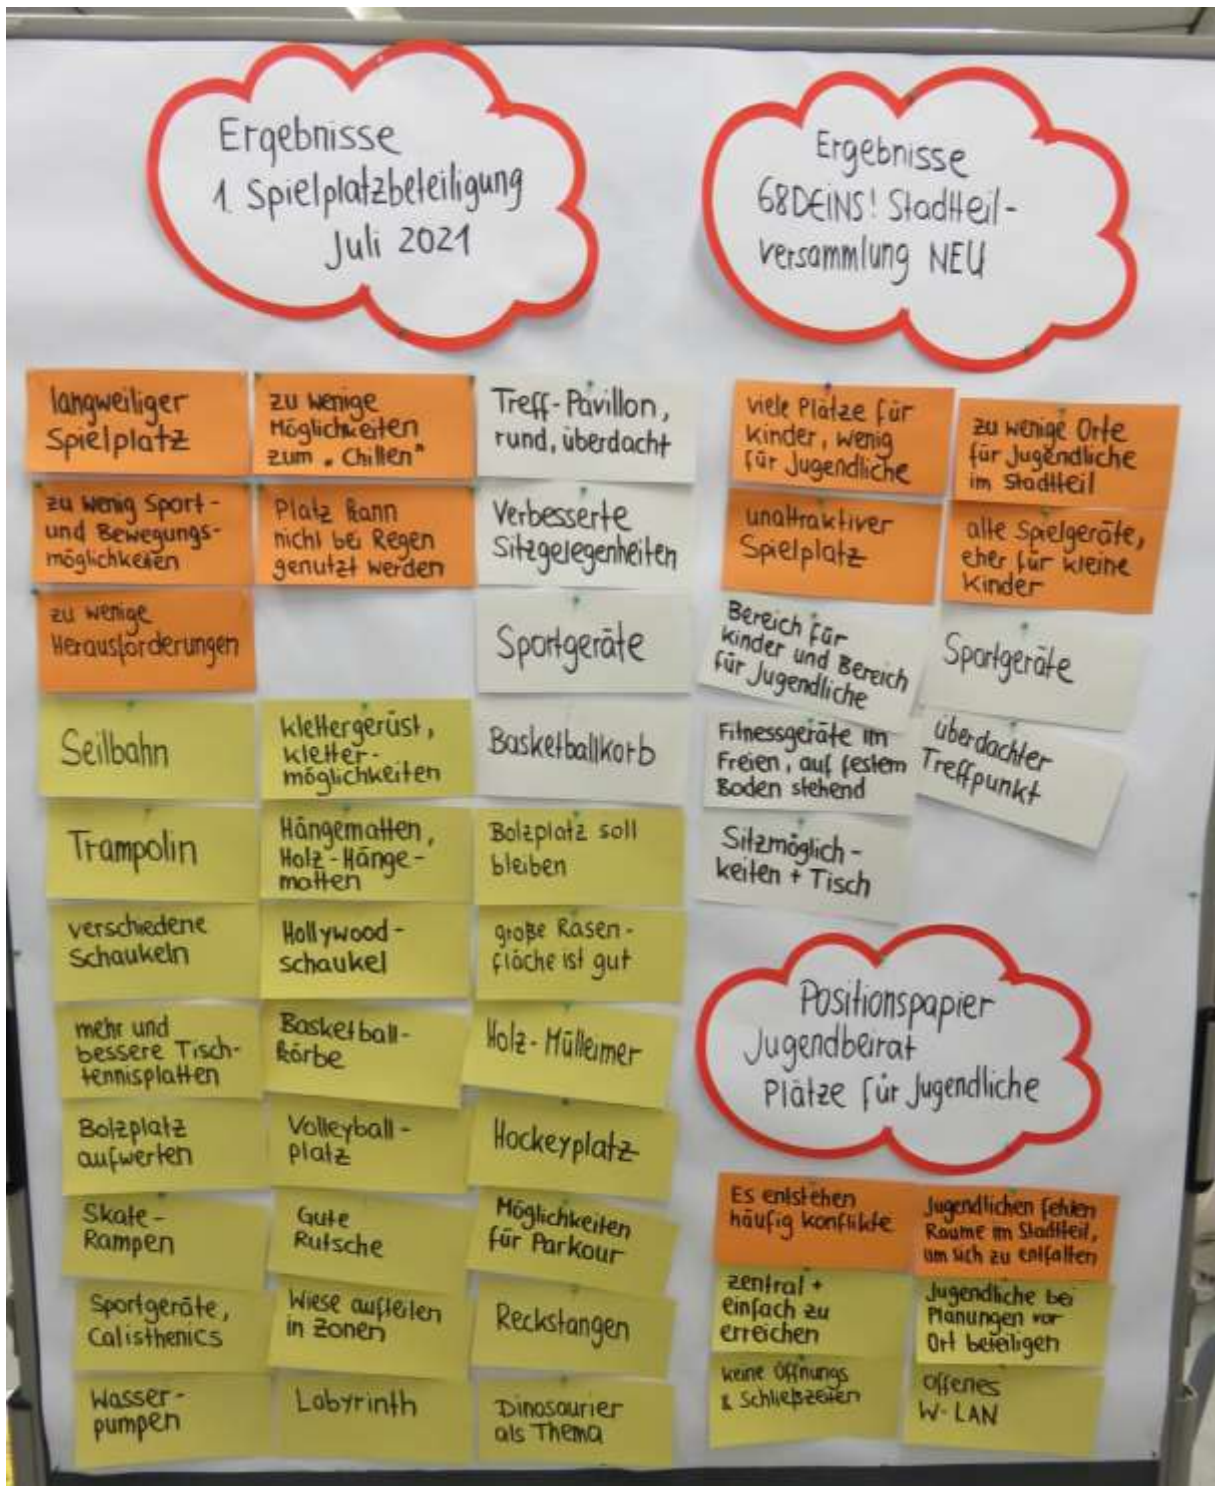 Ergebnisse
1. Spielplatzbeteiligung
Juli 2021
langweiliger
Spielplatz
zu wenige
Möglichkeiten
zum „Chillen"
Treff-Pavillon,
rund, überdacht
zu wenig Sport-
und Bewegungs-
möglichkeiten
Platz kann
nicht bei Regen
genutzt werden
Verbesserte
Sitzgelegenheiten
zu wenige
Herausforderungen
Sportgeräte
Seilbahn
Klettergerüst,
Kletter-
möglichkeiten
Basketballkorb
Trampolin
Hängematten,
Holz-Hänge-
matten
Bolzplatz soll
bleiben
verschiedene
Schaukeln
Hollywood-
schaukel
große Rasen-
fläche ist gut
mehr und
bessere Tisch-
tennisplatten
Basketball-
körbe
Holz-Mülleimer
Bolzplatz
aufwerten
Volleyball-
platz
Hockeyplatz
Skate-
Rampen
Gute
Rutsche
Möglichkeiten
für Parkour
Sportgeräte,
Calisthenics
Wiese aufteilen
in Zonen
Reckstangen
Wasser-
pumpen
Labyrinth
Dinosaurier
als Thema
Ergebnisse
68DEINS! Stadtteil-
versammlung NEU
viele Plätze für
Kinder, wenig
für Jugendliche
zu wenige Orte
für Jugendliche
im Stadtteil
unattraktiver
Spielplatz
alte Spielgeräte,
eher für kleine
Kinder
Bereich für
Kinder und Bereich
für Jugendliche
Sportgeräte
Fitnessgeräte im
Freien, auf festem
Boden stehend
überdachter
Treffpunkt
Sitzmöglich-
keiten + Tisch
Positionspapier
Jugendbeirat
Plätze für Jugendliche
Es entstehen
häufig Konflikte
Jugendlichen fehlen
Räume im Stadtteil,
um sich zu entfalten
zentral +
einfach zu
erreichen
Jugendliche bei
Planungen vor
Ort beteiligen
keine Öffnungs
& Schließzeiten
offenes
W-LAN